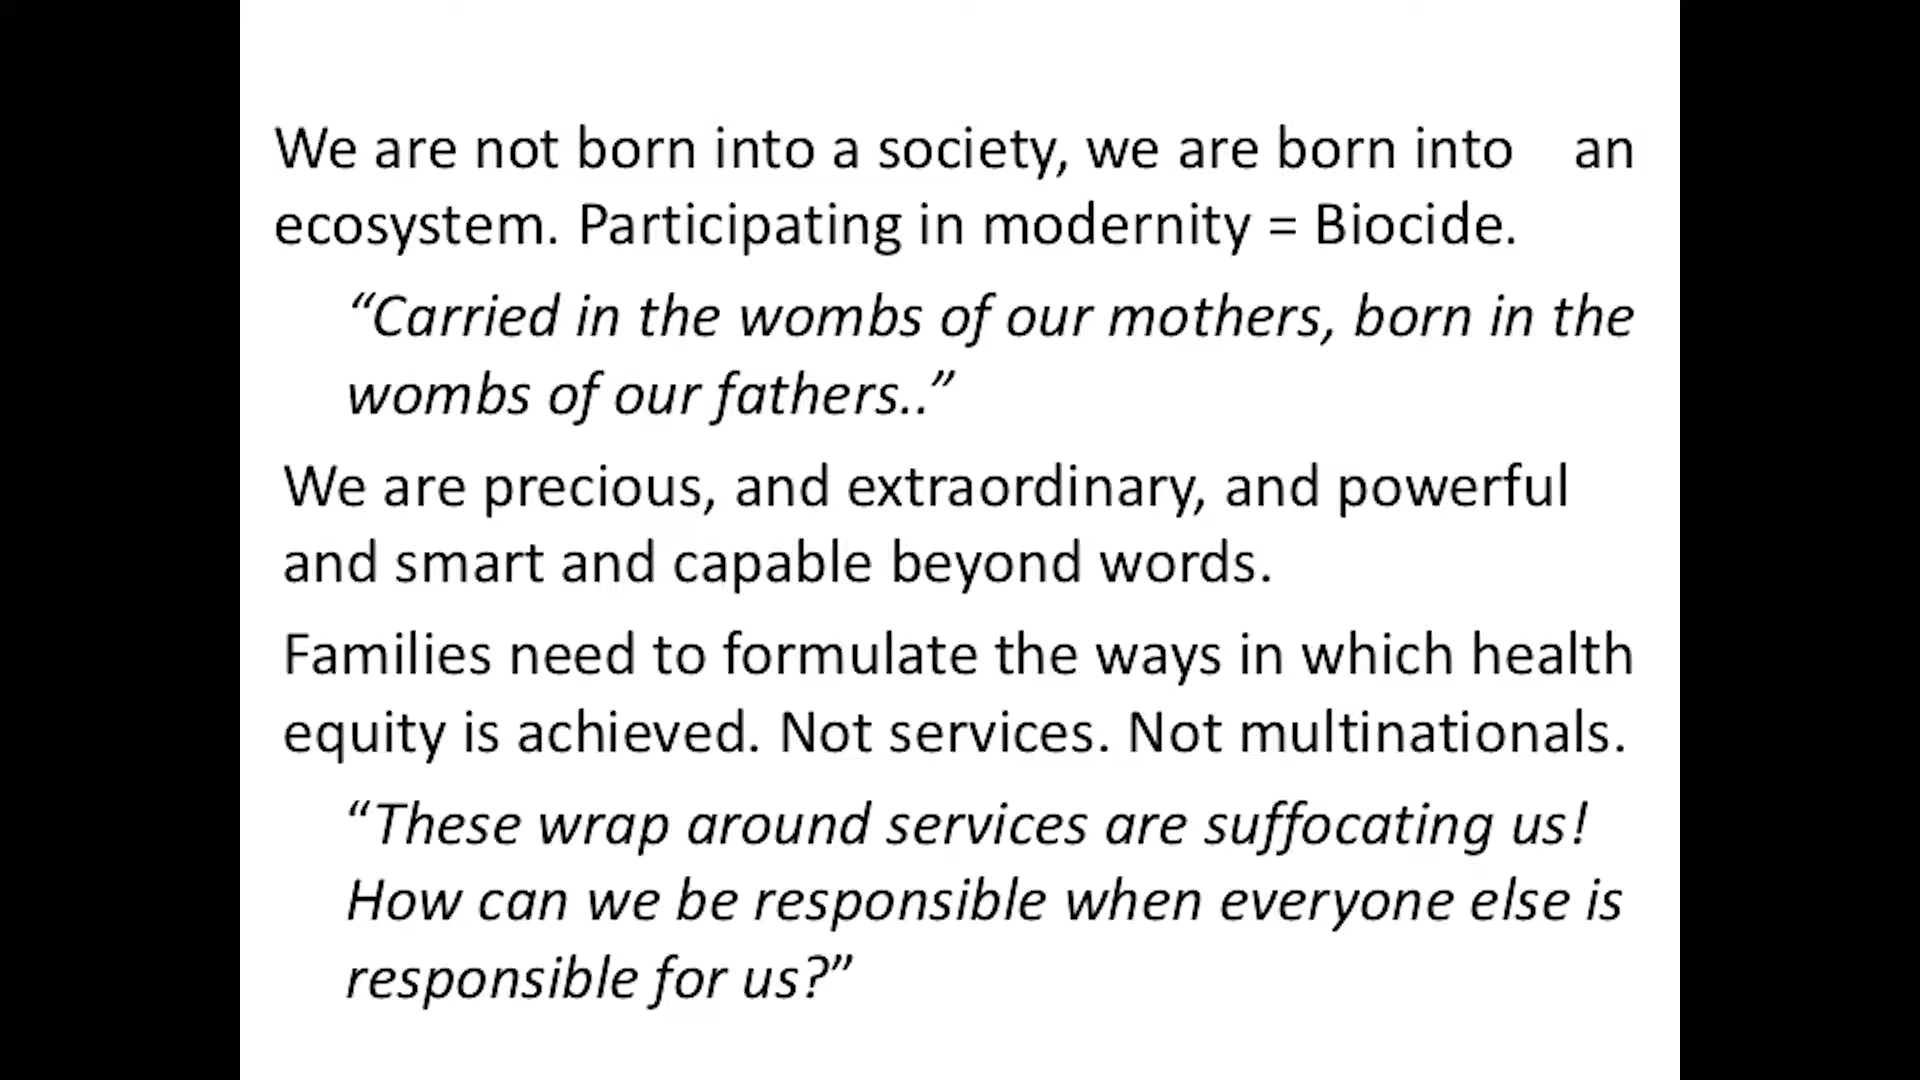 We are not born into a society, we are born into an
ecosystem. Participating in modernity = Biocide.
“Carried in the wombs of our mothers, born in the
wombs of our fathers..”
We are precious, and extraordinary, and powerful
and smart and capable beyond words.
Families need to formulate the ways in which health
equity is achieved. Not services. Not multinationals.
“These wrap around services are suffocating us!
How can we be responsible when everyone else is
responsible for us?”